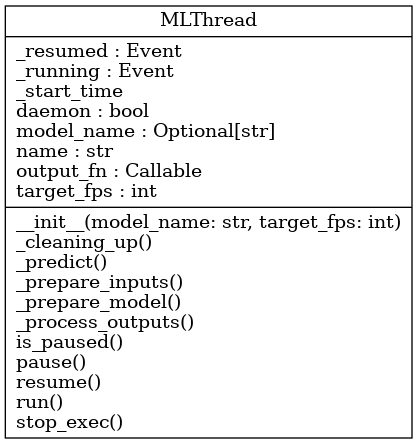 MLThread
_resumed : Event
_running : Event
_start_time
daemon : bool
model_name : Optional[str]
name : str
output_fn : Callable
target_fps : int
__init__(model_name: str, target_fps: int)
_cleaning_up()
_predict()
_prepare_inputs()
_prepare_model()
_process_outputs()
is_paused()
pause()
resume()
run()
stop_exec()